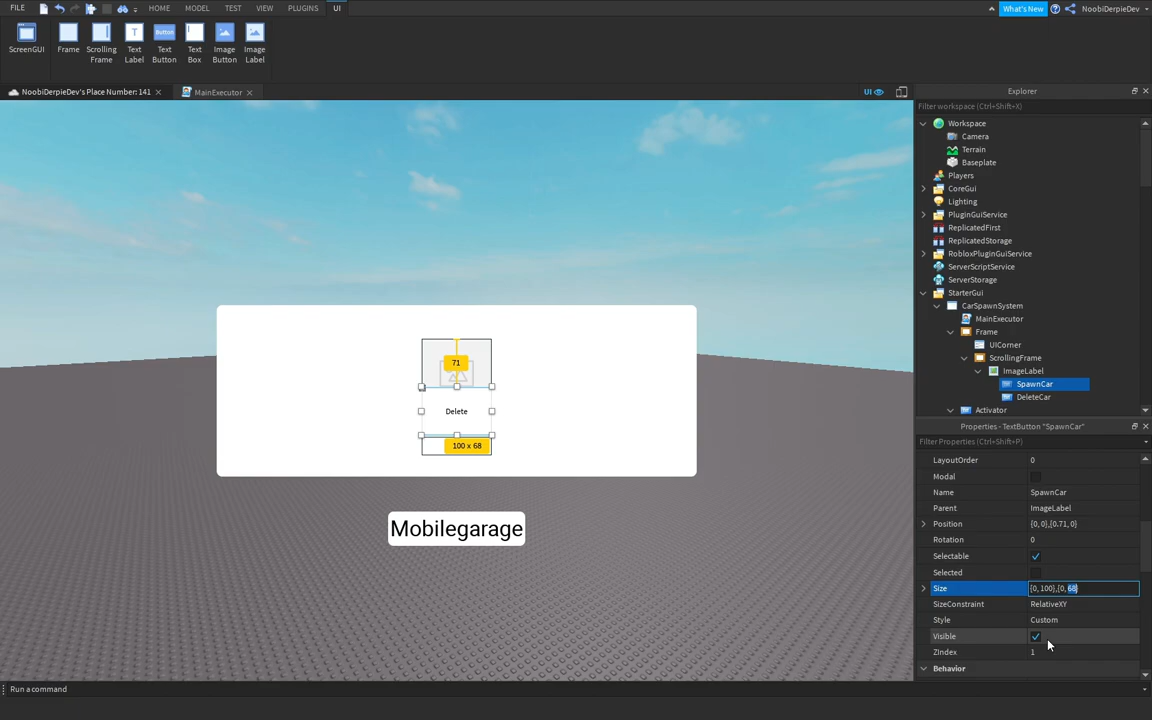 FILE HOME MODEL TEST VIEW PLUGINS UI What's New NoobiDerpieDev
ScreenGUI Frame Scrolling Frame Text Label Button Text Button Text Box Image Button Image Label
NoobiDerpieDev's Place Number: 141 MainExecutor UI
Explorer
Filter workspace (Ctrl+Shift+X)
Workspace
Camera
Terrain
Baseplate
Players
CoreGui
Lighting
PluginGuiService
ReplicatedFirst
ReplicatedStorage
RobloxPluginGuiService
ServerScriptService
ServerStorage
StarterGui
CarSpawnSystem
MainExecutor
Frame
UICorner
ScrollingFrame
ImageLabel
SpawnCar
DeleteCar
Activator
71
Delete
100 x 68
Mobilegarage
Properties - TextButton "SpawnCar"
Filter Properties (Ctrl+Shift+P)
LayoutOrder 0
Modal
Name SpawnCar
Parent ImageLabel
Position {0, 0},{0.71, 0}
Rotation 0
Selectable
Selected
Size {0, 100},{0, 68}
SizeConstraint RelativeXY
Style Custom
Visible
ZIndex 1
Behavior
Run a command